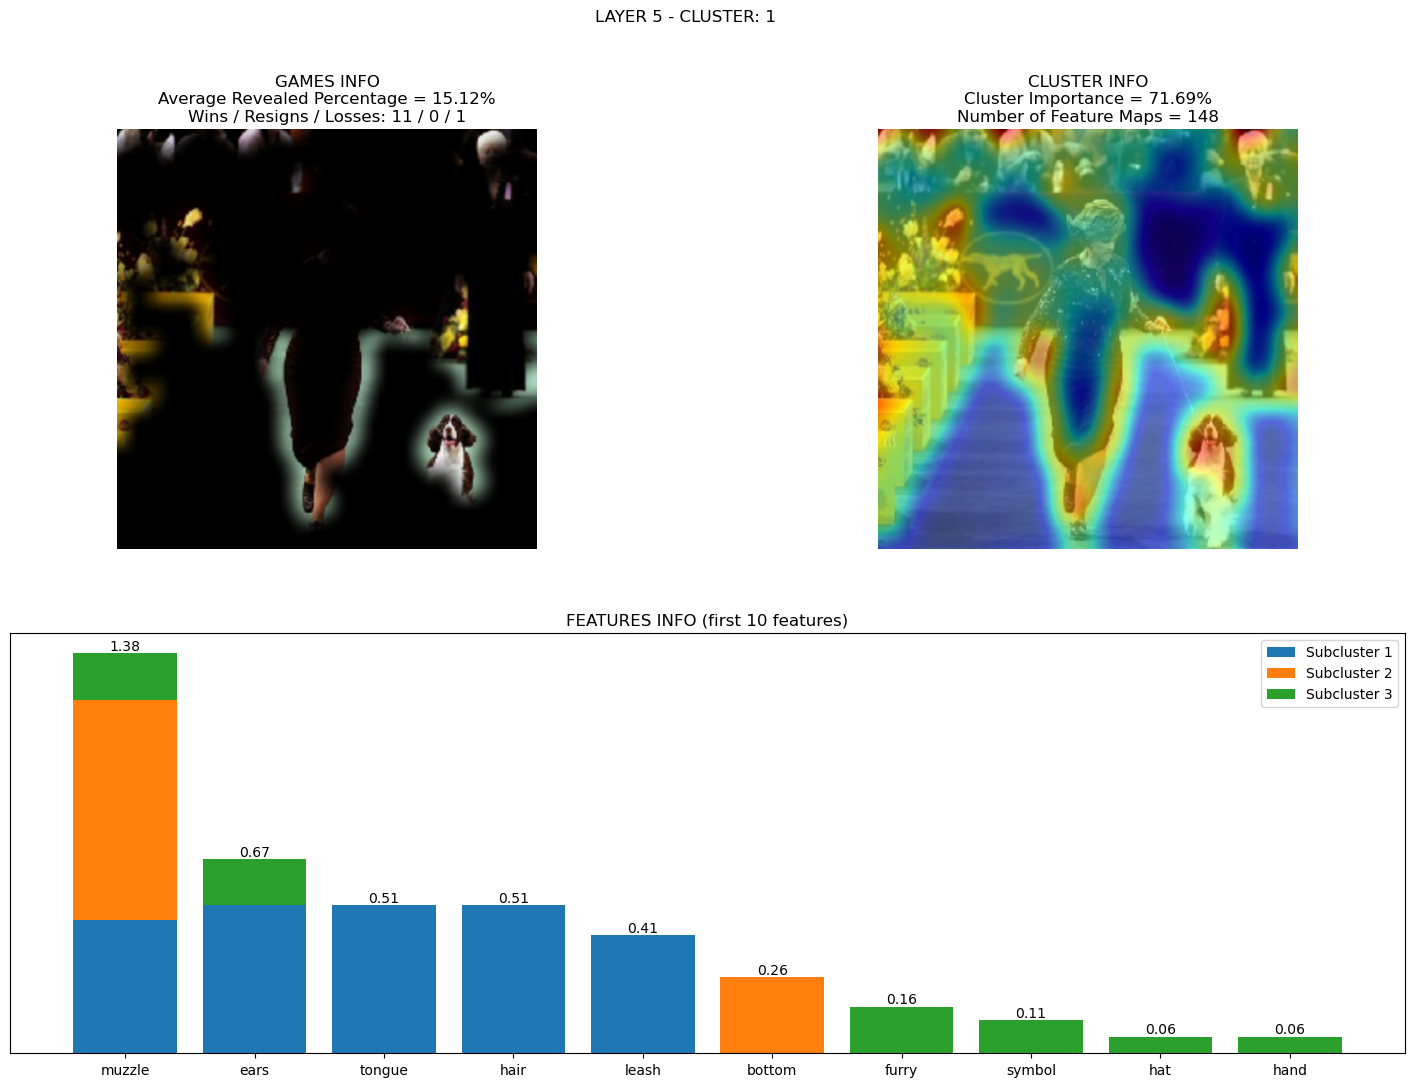 LAYER 5 - CLUSTER: 1
GAMES INFO
Average Revealed Percentage = 15.12%
Wins / Resigns / Losses: 11 / 0 / 1
CLUSTER INFO
Cluster Importance = 71.69%
Number of Feature Maps = 148
FEATURES INFO (first 10 features)
Subcluster 1
Subcluster 2
Subcluster 3
1.38
0.67
0.51
0.51
0.41
0.26
0.16
0.11
0.06
0.06
muzzle
ears
tongue
hair
leash
bottom
furry
symbol
hat
hand